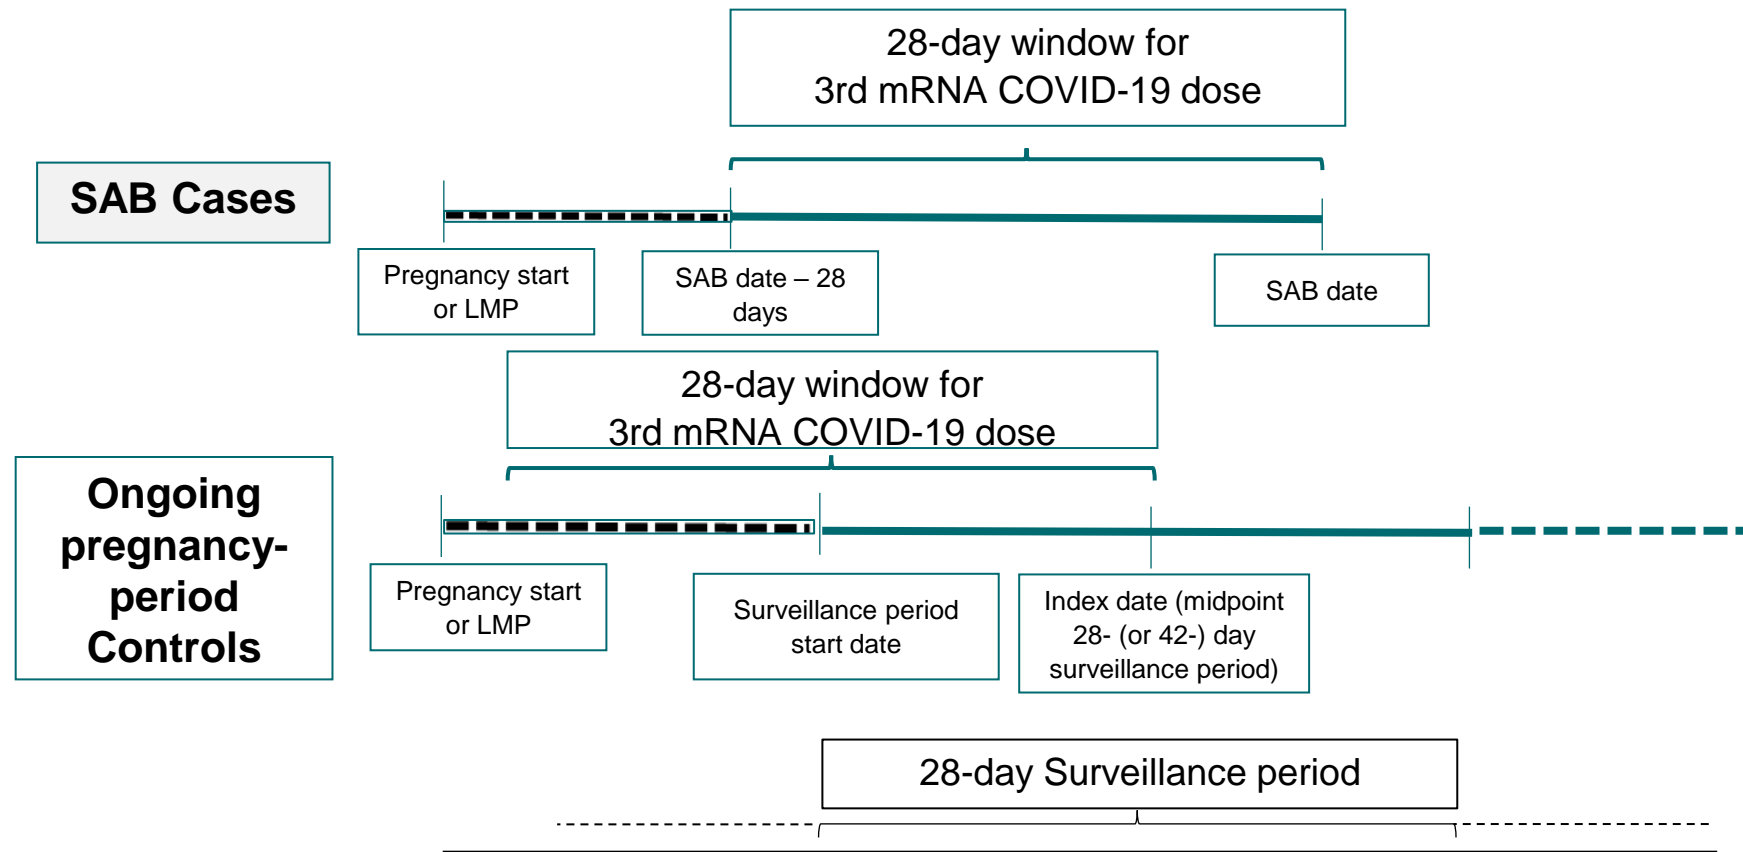 28-day window for
3rd mRNA COVID-19 dose
SAB Cases
Pregnancy start
or LMP
SAB date – 28
days
SAB date
28-day window for
3rd mRNA COVID-19 dose
Ongoing
pregnancy-
period
Controls
Pregnancy start
or LMP
Surveillance period
start date
Index date (midpoint
28- (or 42-) day
surveillance period)
28-day Surveillance period